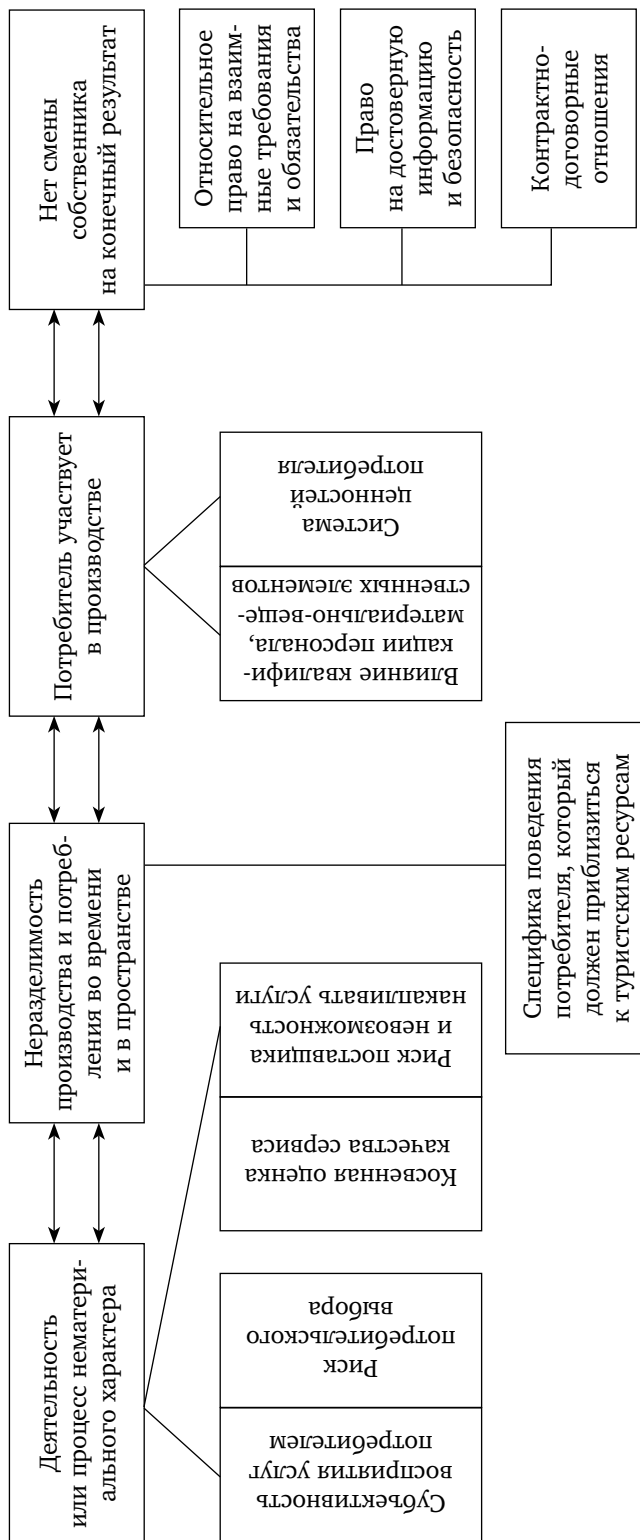 Деятельность
или процесс нематери-
ального характера
Неразделимость
производства и потреб-
ления во времени
и в пространстве
Потребитель участвует
в производстве
Нет смены
собственника
на конечный результат
Субъективность
восприятия услуг
потребителем
Риск
потребительского
выбора
Косвенная оценка
качества сервиса
Риск поставщика
и невозможность
накапливать услуги
Влияние квалифи-
кации персонала,
материально-веще-
ственных элементов
Система
ценностей
потребителя
Относительное
право на взаим-
ные требования
и обязательства
Право
на достоверную
информацию
и безопасность
Контрактно-
договорные
отношения
Специфика поведения
потребителя, который
должен приблизиться
к туристским ресурсам